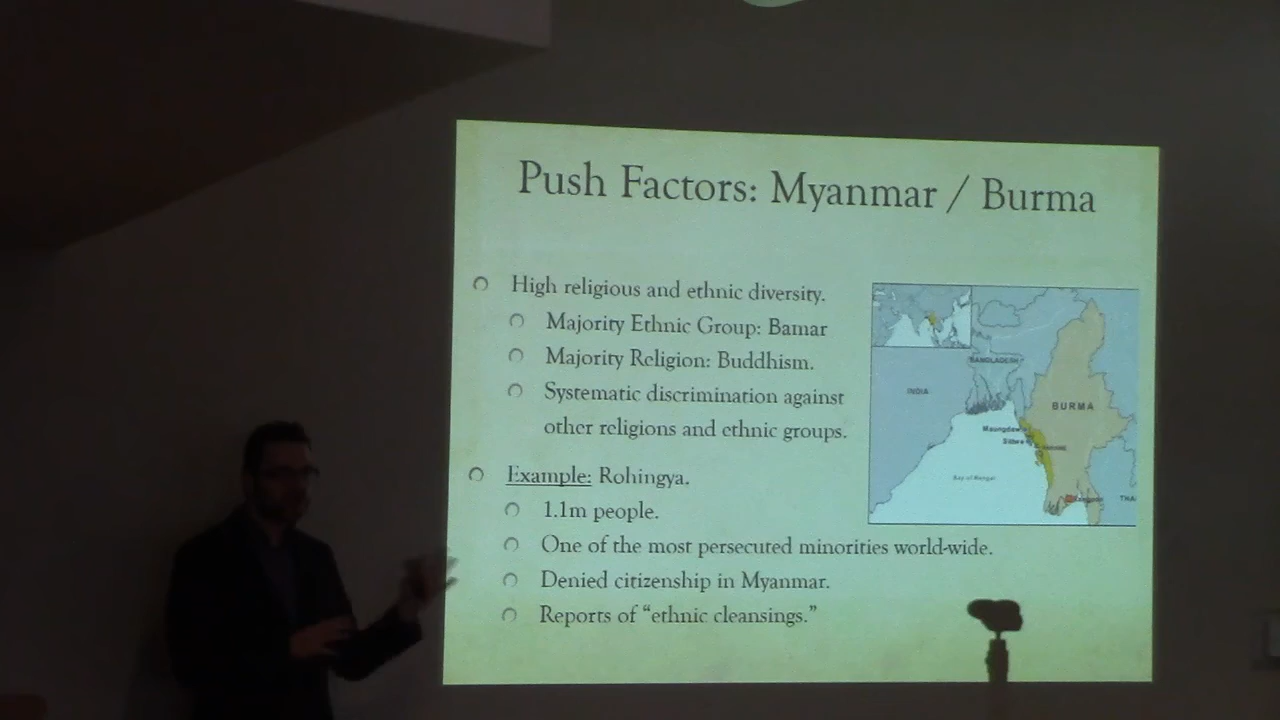 Push Factors: Myanmar / Burma
High religious and ethnic diversity.
Majority Ethnic Group: Bamar
Majority Religion: Buddhism.
Systematic discrimination against
other religions and ethnic groups.
Example: Rohingya.
1.1m people.
One of the most persecuted minorities world-wide.
Denied citizenship in Myanmar.
Reports of “ethnic cleansings.”
BANGLADESH
INDIA
BURMA
Maungdaw
Sittwe
Bay of Bengal
THA